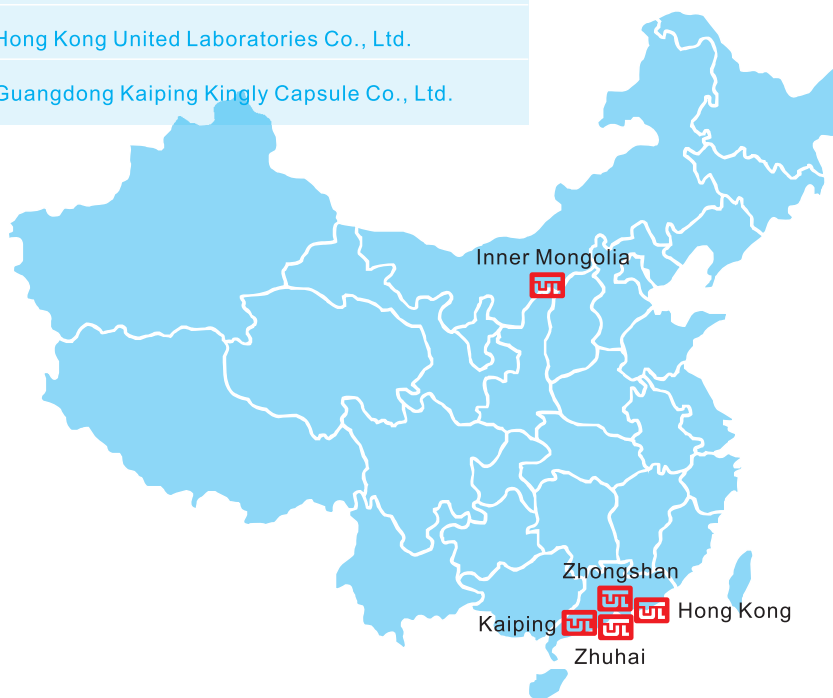 Hong Kong United Laboratories Co., Ltd.
Guangdong Kaiping Kingly Capsule Co., Ltd.
Inner Mongolia
Zhongshan
Hong Kong
Kaiping
Zhuhai